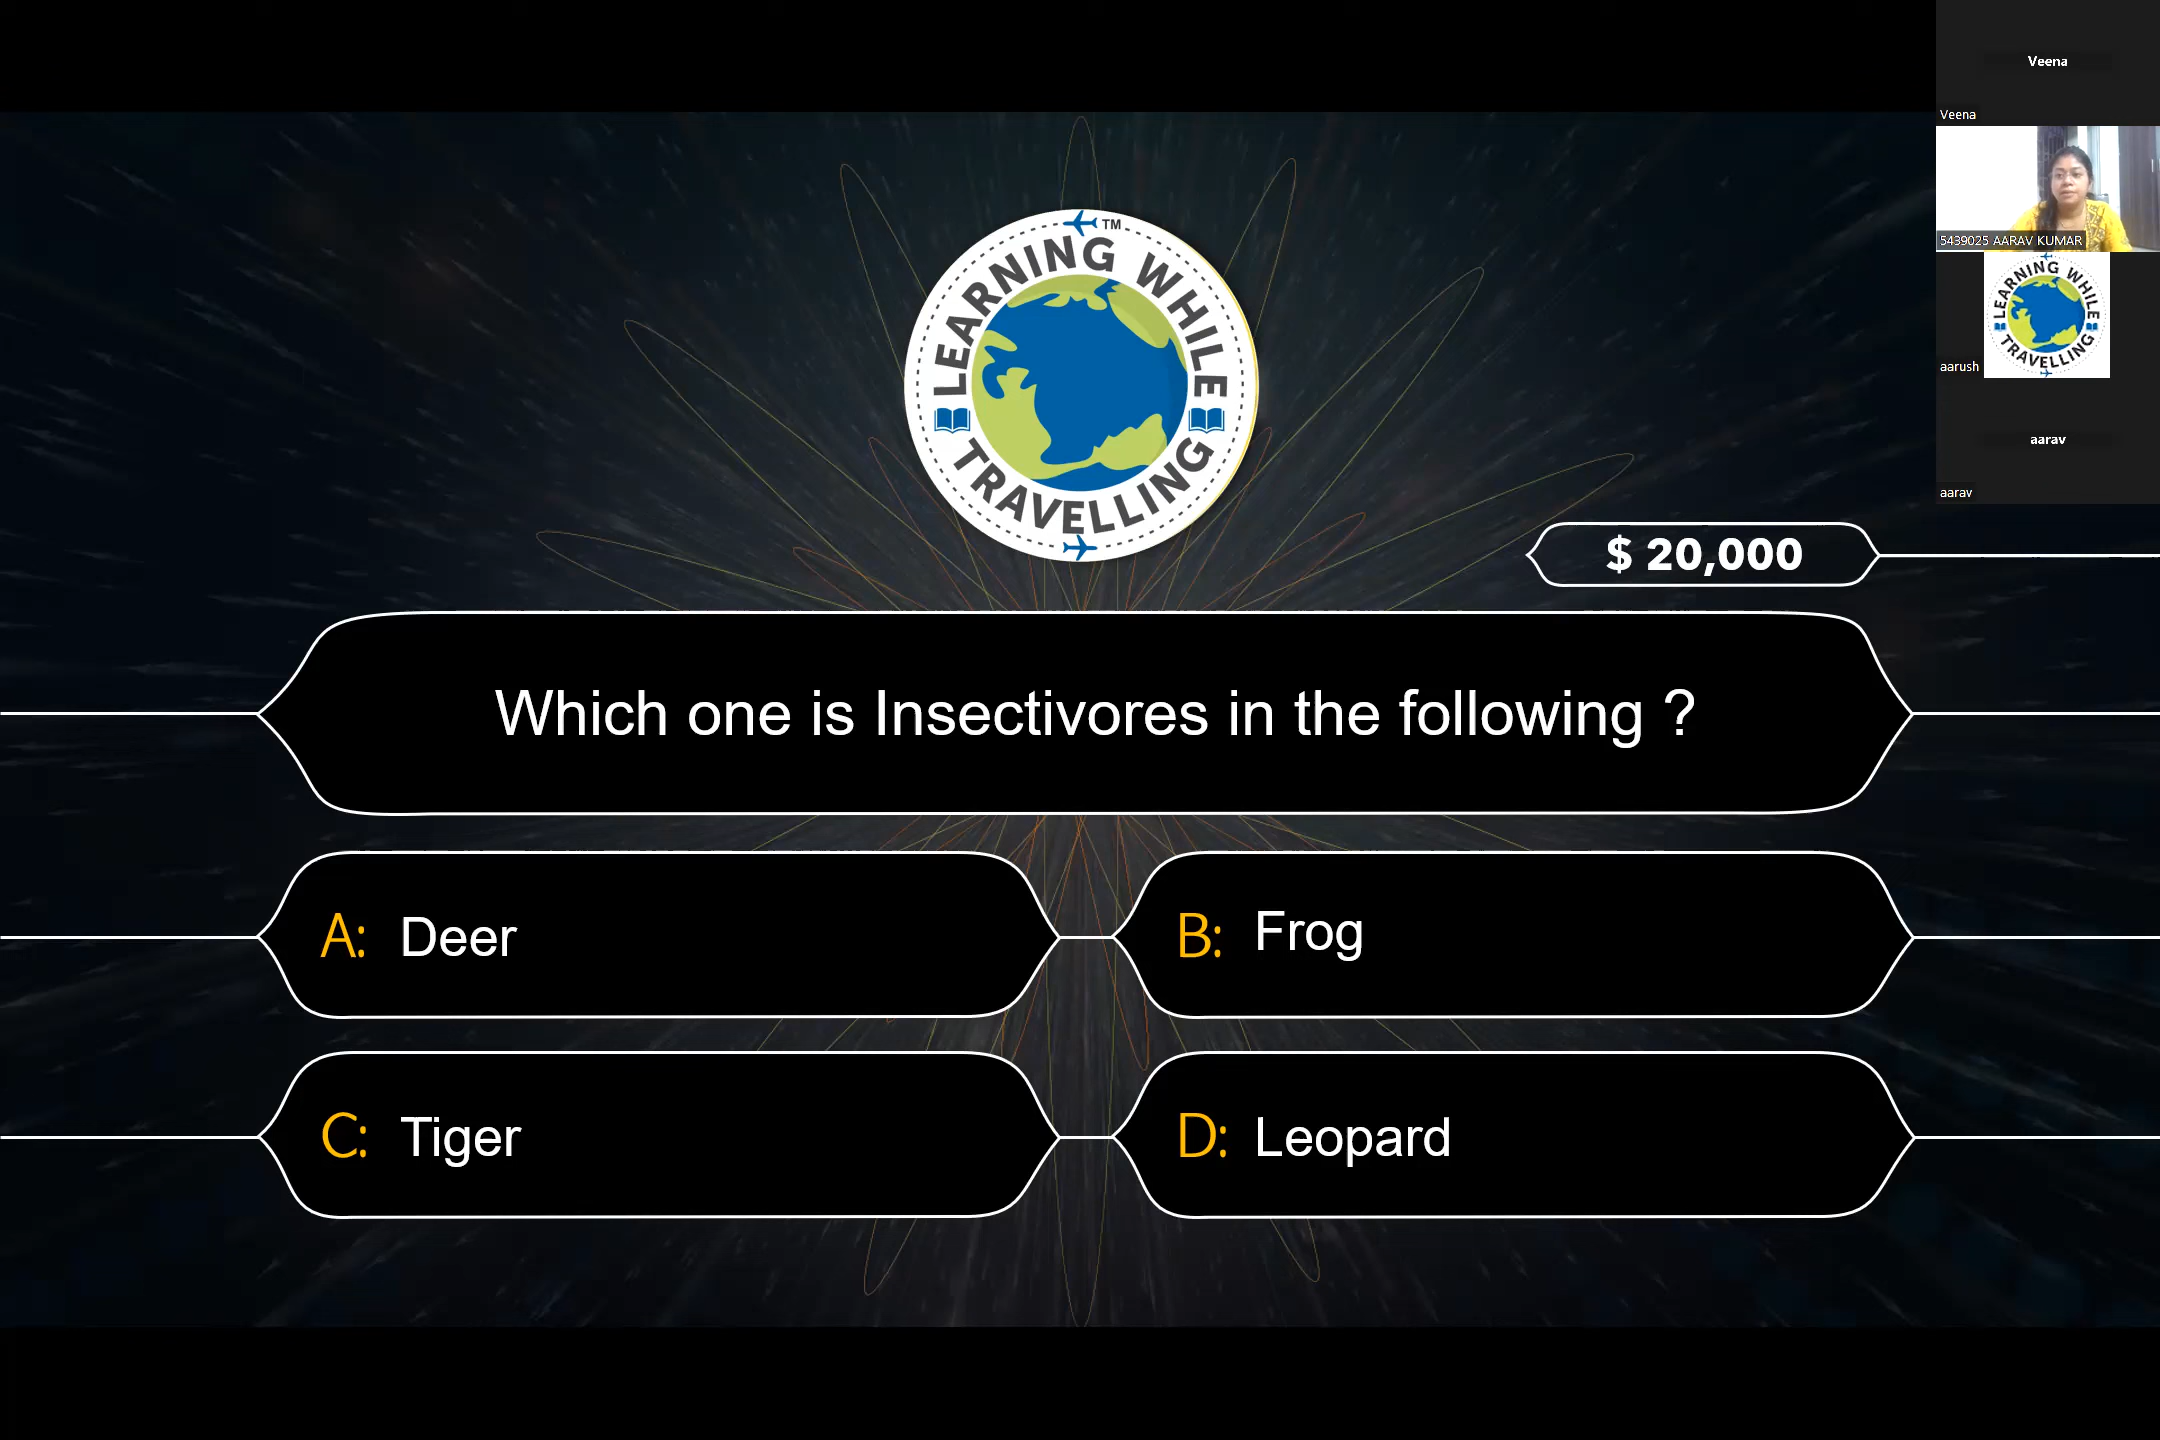 Veena
Veena
5439025 AARAV KUMAR
LEARNING WHILE
TRAVELLING
aarush
aarav
aarav
TM
LEARNING WHILE
TRAVELLING
$ 20,000
Which one is Insectivores in the following ?
A: Deer
B: Frog
C: Tiger
D: Leopard